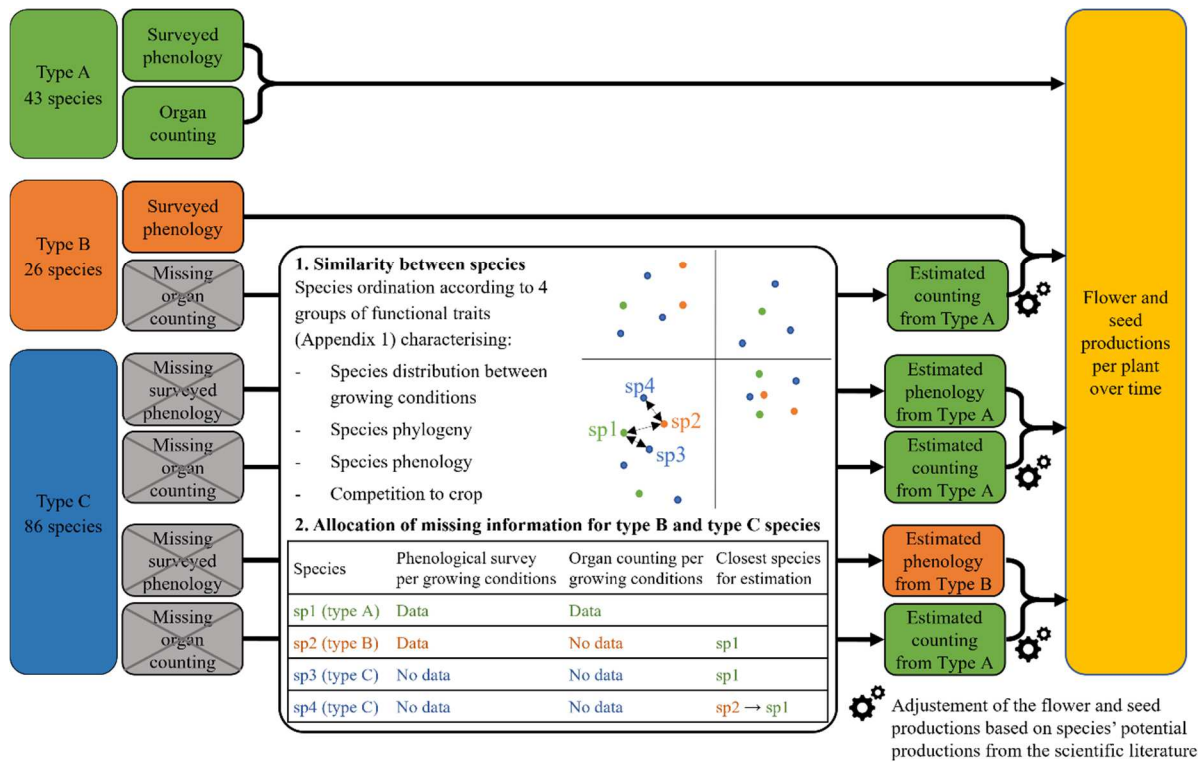 Type A
43 species
Surveyed
phenology
Organ
counting
Type B
26 species
Surveyed
phenology
Missing
organ
counting
Type C
86 species
Missing
surveyed
phenology
Missing
organ
counting
Missing
surveyed
phenology
Missing
organ
counting
1. Similarity between species
Species ordination according to 4
groups of functional traits
(Appendix 1) characterising:
- Species distribution between
growing conditions
- Species phylogeny
- Species phenology
- Competition to crop
sp4
sp1
sp2
sp3
2. Allocation of missing information for type B and type C species
Species
Phenological survey
per growing conditions
Organ counting per
growing conditions
Closest species
for estimation
sp1 (type A) Data Data
sp2 (type B) Data No data sp1
sp3 (type C) No data No data sp1
sp4 (type C) No data No data sp2 → sp1
Estimated
counting
from Type A
Estimated
phenology
from Type A
Estimated
counting
from Type A
Estimated
phenology
from Type B
Estimated
counting
from Type A
Flower and
seed
productions
per plant
over time
Adjustement of the flower and seed
productions based on species' potential
productions from the scientific literature